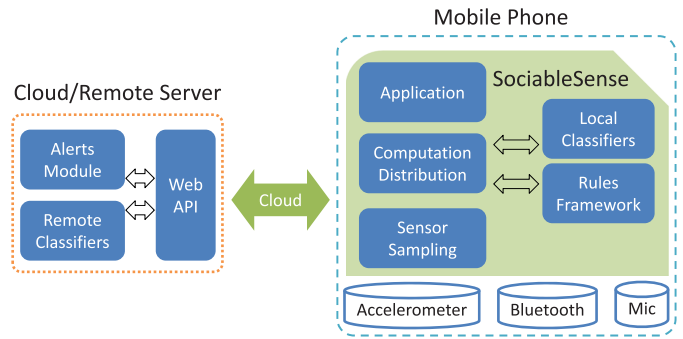 Mobile Phone
Cloud/Remote Server
Alerts
Module
Remote
Classifiers
Web
API
Cloud
SociableSense
Application
Computation
Distribution
Sensor
Sampling
Local
Classifiers
Rules
Framework
Accelerometer
Bluetooth
Mic